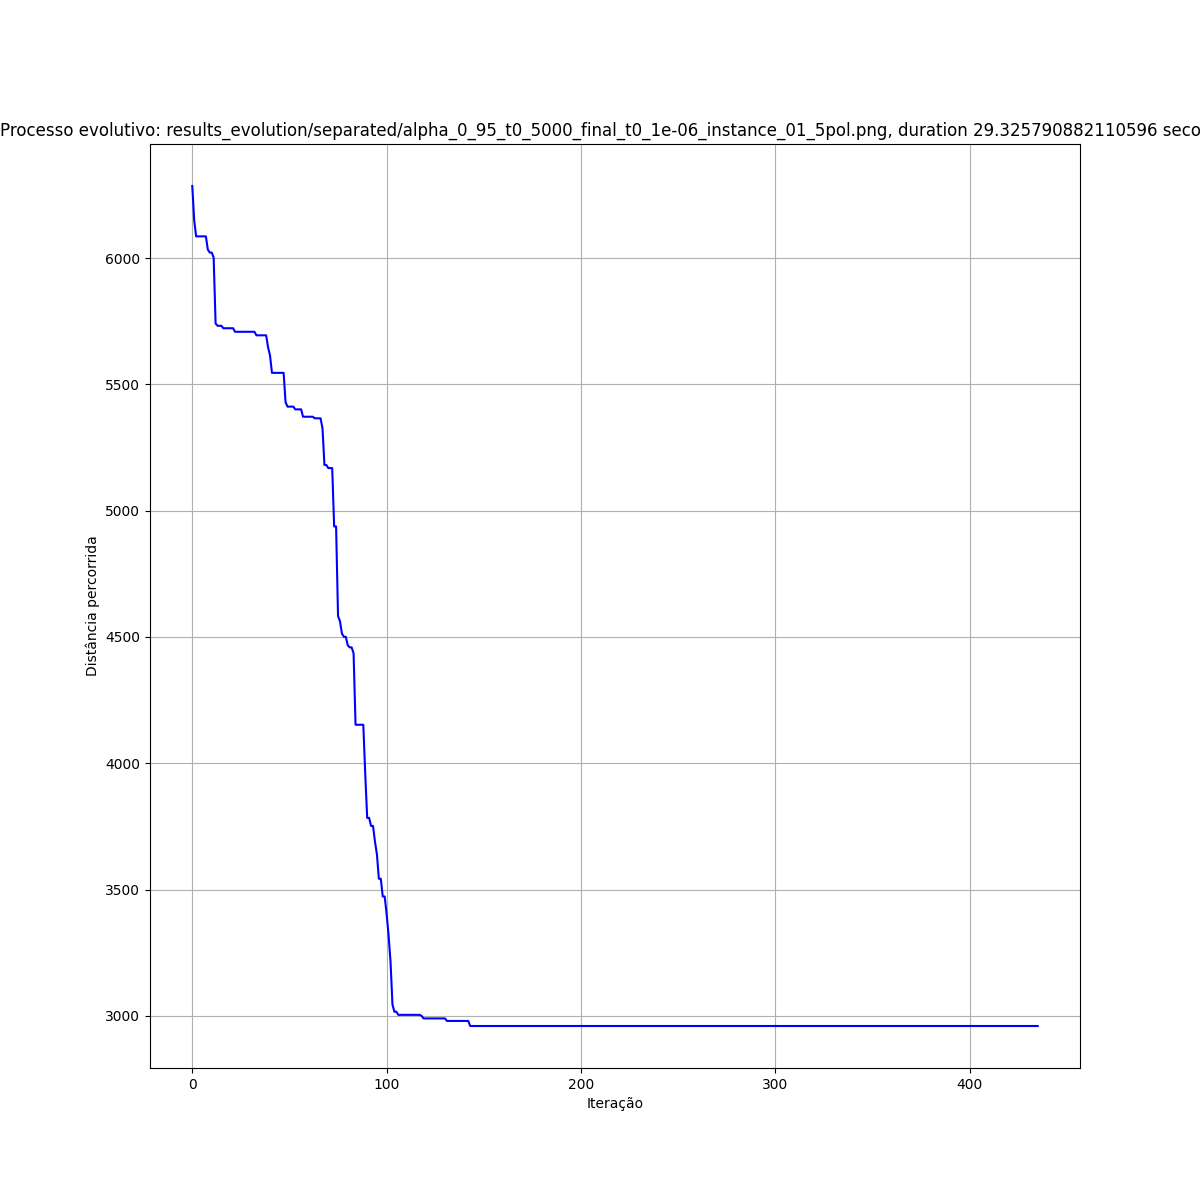 Processo evolutivo: results_evolution/separated/alpha_0_95_t0_5000_final_t0_1e-06_instance_01_5pol.png, duration 29.325790882110596 seco
6000
5500
5000
4500
4000
3500
3000
Distância percorrida
0 100 200 300 400
Iteração